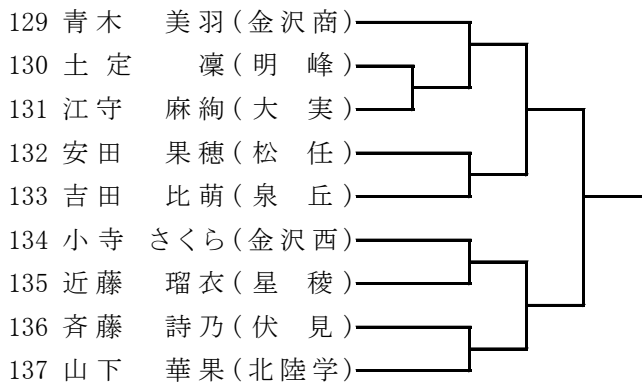 129 青木 美羽(金沢商)
130 土定 凜(明峰)
131 江守 麻絢(大実)
132 安田 果穂(松任)
133 吉田 比萌(泉丘)
134 小寺 さくら(金沢西)
135 近藤 瑠衣(星稜)
136 斉藤 詩乃(伏見)
137 山下 華果(北陸学)